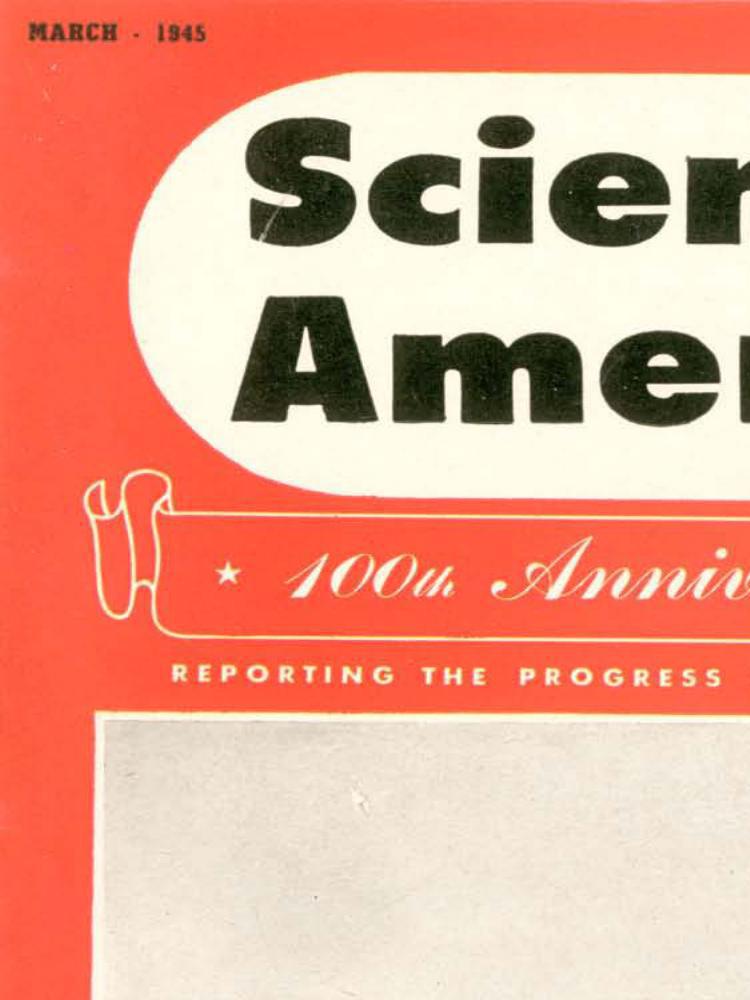 MARCH · 1945
Scien
Amer
★ 100th Anniv
REPORTING THE PROGRESS